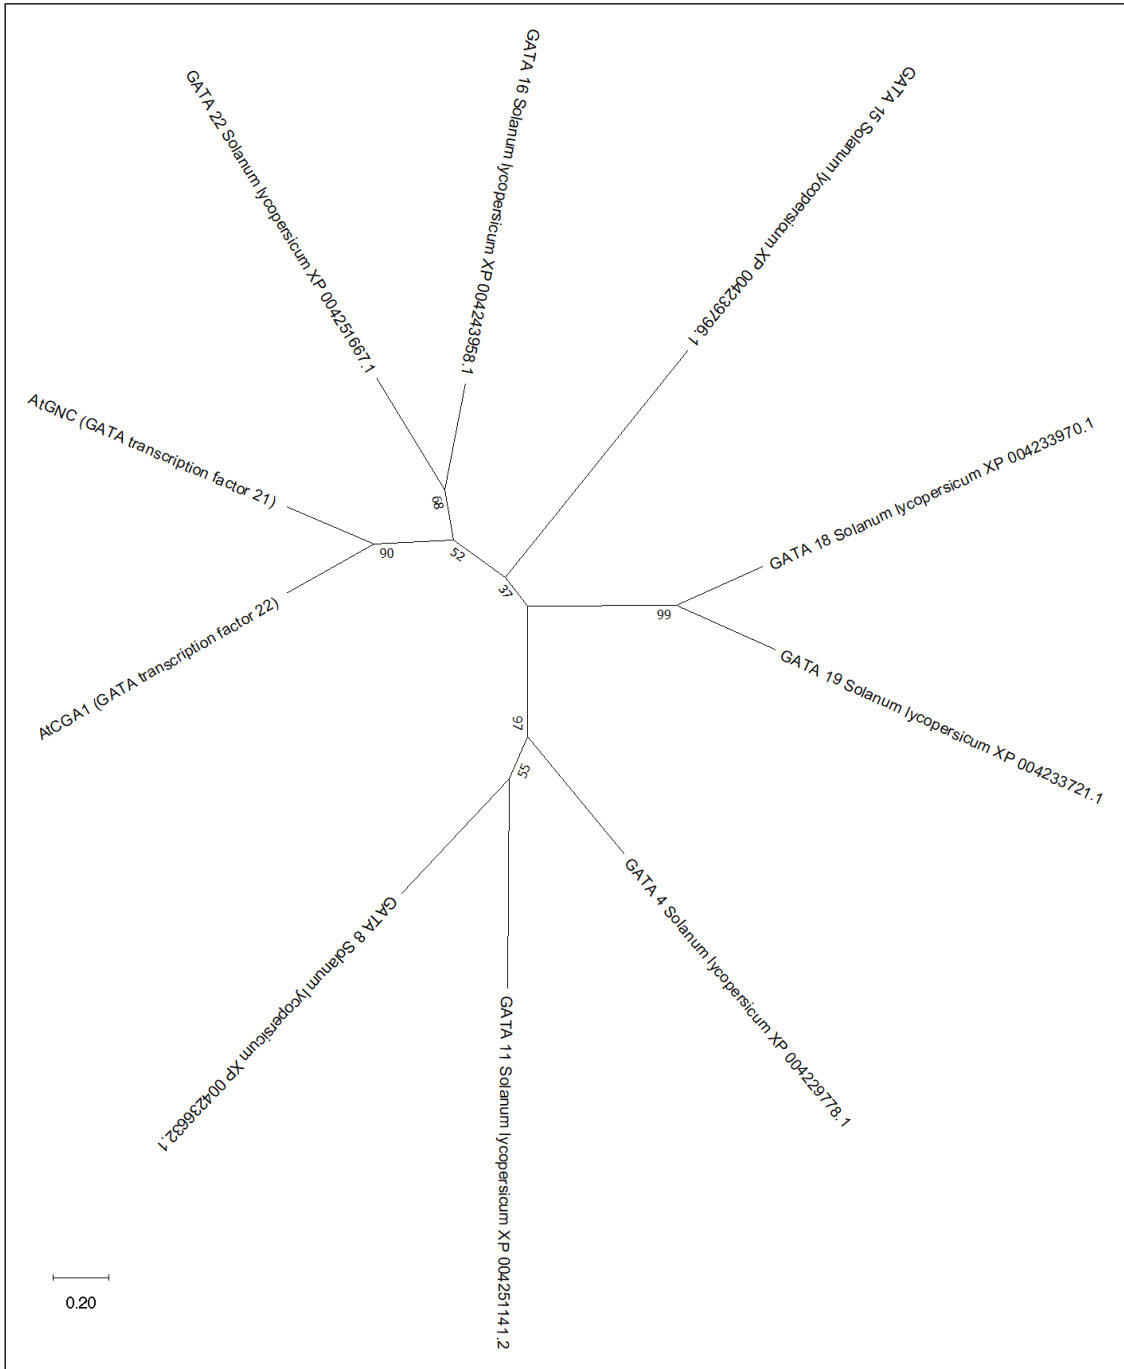 GATA 16 Solanum lycopersicum XP 004243958.1
GATA 22 Solanum lycopersicum XP 004251667.1
GATA 15 Solanum lycopersicum XP 004239796.1
AtGNC (GATA transcription factor 21)
GATA 18 Solanum lycopersicum XP 004233970.1
68
90
52
37
99
AtCGA1 (GATA transcription factor 22)
GATA 19 Solanum lycopersicum XP 004233721.1
97
55
GATA 4 Solanum lycopersicum XP 004229778.1
GATA 8 Solanum lycopersicum XP 004236632.1
GATA 11 Solanum lycopersicum XP 004251141.2
0.20